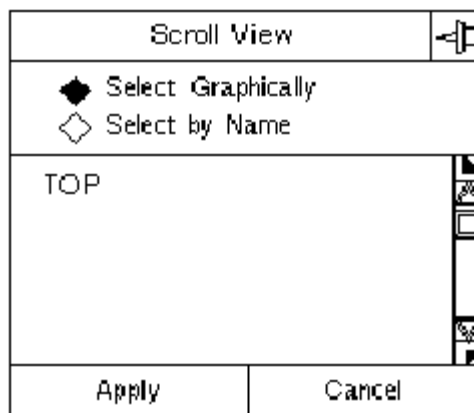 Scroll View
Select Graphically
Select by Name
TOP
Apply Cancel